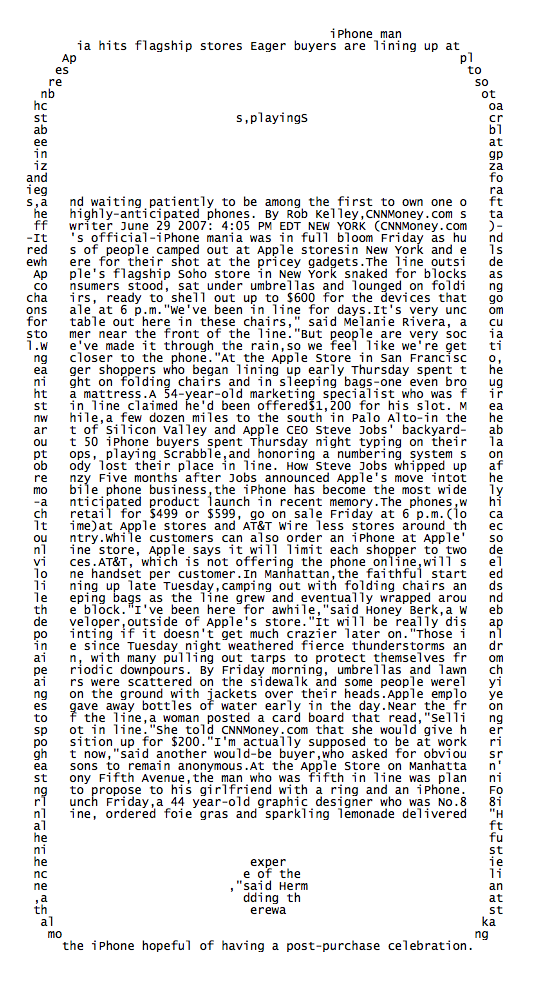 iPhone man
ia hits flagship stores Eager buyers are lining up at
Ap pl
es to
re so
nb ot
hc oa
st s,playingS cr
ab bl
ee at
in gp
iz za
and fo
ieg ra
s,a nd waiting patiently to be among the first to own one o ft
he highly-anticipated phones. By Rob Kelley,CNNMoney.com s ta
ff writer June 29 2007: 4:05 PM EDT NEW YORK (CNNMoney.com )-
-It 's official-iPhone mania was in full bloom Friday as hu nd
red s of people camped out at Apple storesin New York and e ls
ewh ere for their shot at the pricey gadgets.The line outsi de
Ap ple's flagship Soho store in New York snaked for blocks as
co nsumers stood, sat under umbrellas and lounged on foldi ng
cha irs, ready to shell out up to $600 for the devices that go
ons ale at 6 p.m."We've been in line for days.It's very unc om
for table out here in these chairs," said Melanie Rivera, a cu
sto mer near the front of the line."But people are very soc ia
l.W e've made it through the rain,so we feel like we're get ti
ng closer to the phone."At the Apple Store in San Francisc o,
ea ger shoppers who began lining up early Thursday spent t he
ni ght on folding chairs and in sleeping bags-one even bro ug
ht a mattress.A 54-year-old marketing specialist who was f ir
st in line claimed he'd been offered$1,200 for his slot. M ea
nw hile,a few dozen miles to the south in Palo Alto-in the he
ar t of Silicon Valley and Apple CEO Steve Jobs' backyard- ab
ou t 50 iPhone buyers spent Thursday night typing on their la
pt ops, playing Scrabble,and honoring a numbering system s on
ob ody lost their place in line. How Steve Jobs whipped up af
re nzy Five months after Jobs announced Apple's move intot he
mo bile phone business,the iPhone has become the most wide ly
-a nticipated product launch in recent memory.The phones,w hi
ch retail for $499 or $599, go on sale Friday at 6 p.m.(lo ca
lt ime)at Apple stores and AT&T Wire less stores around th ec
ou ntry.While customers can also order an iPhone at Apple' so
nl ine store, Apple says it will limit each shopper to two de
vi ces.AT&T, which is not offering the phone online,will s el
lo ne handset per customer.In Manhattan,the faithful start ed
li ning up late Tuesday,camping out with folding chairs an ds
le eping bags as the line grew and eventually wrapped arou nd
th e block."I've been here for awhile,"said Honey Berk,a W eb
de veloper,outside of Apple's store."It will be really dis ap
po inting if it doesn't get much crazier later on."Those i nl
in e since Tuesday night weathered fierce thunderstorms an dr
ai n, with many pulling out tarps to protect themselves fr om
pe riodic downpours. By Friday morning, umbrellas and lawn ch
ai rs were scattered on the sidewalk and some people werel yi
ng on the ground with jackets over their heads.Apple emplo ye
es gave away bottles of water early in the day.Near the fr on
to f the line,a woman posted a card board that read,"Selli ng
sp ot in line."She told CNNMoney.com that she would give h er
po sition up for $200."I'm actually supposed to be at work ri
gh t now,"said another would-be buyer,who asked for obviou sr
ea sons to remain anonymous.At the Apple Store on Manhatta n'
st ony Fifth Avenue,the man who was fifth in line was plan ni
ng to propose to his girlfriend with a ring and an iPhone. Fo
rl unch Friday,a 44 year-old graphic designer who was No.8 8i
nl ine, ordered foie gras and sparkling lemonade delivered "H
al ft
he fu
ni st
he exper ie
nc e of the li
ne ,"said Herm an
,a dding th at
th erewa st
al ka
mo ng
the iPhone hopeful of having a post-purchase celebration.